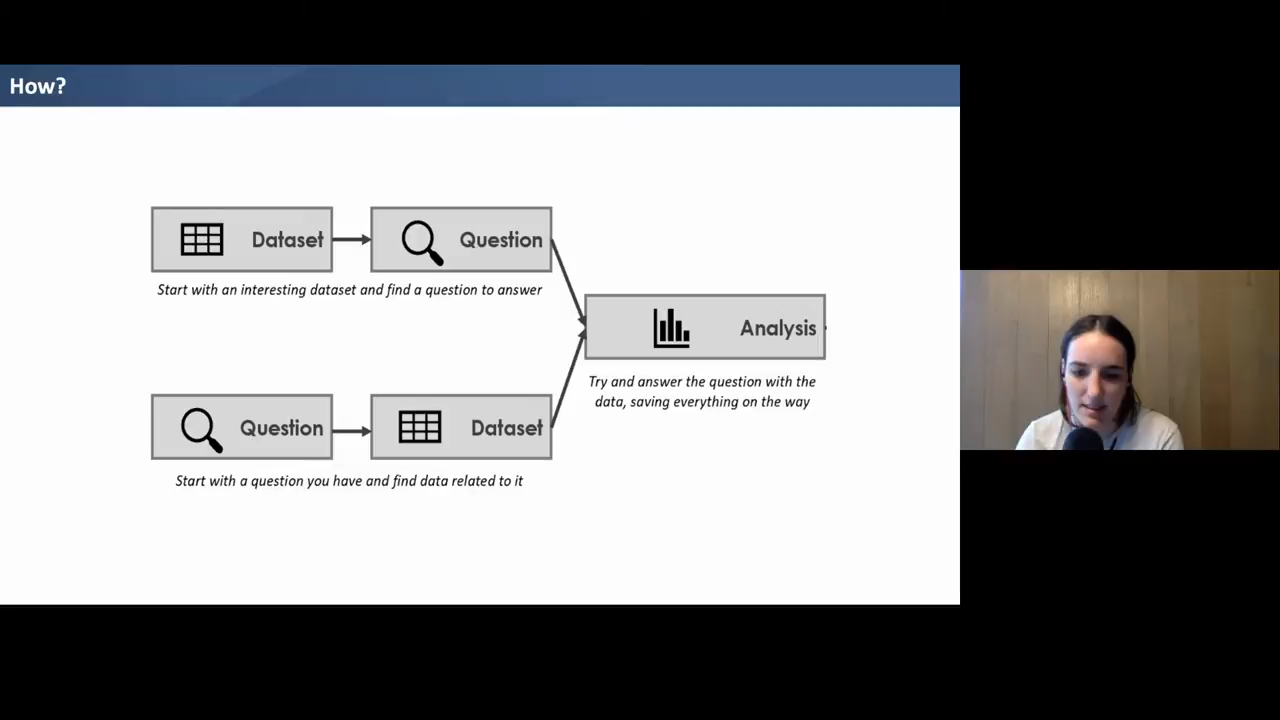 How?
Dataset
Question
Start with an interesting dataset and find a question to answer
Analysis
Try and answer the question with the
data, saving everything on the way
Question
Dataset
Start with a question you have and find data related to it